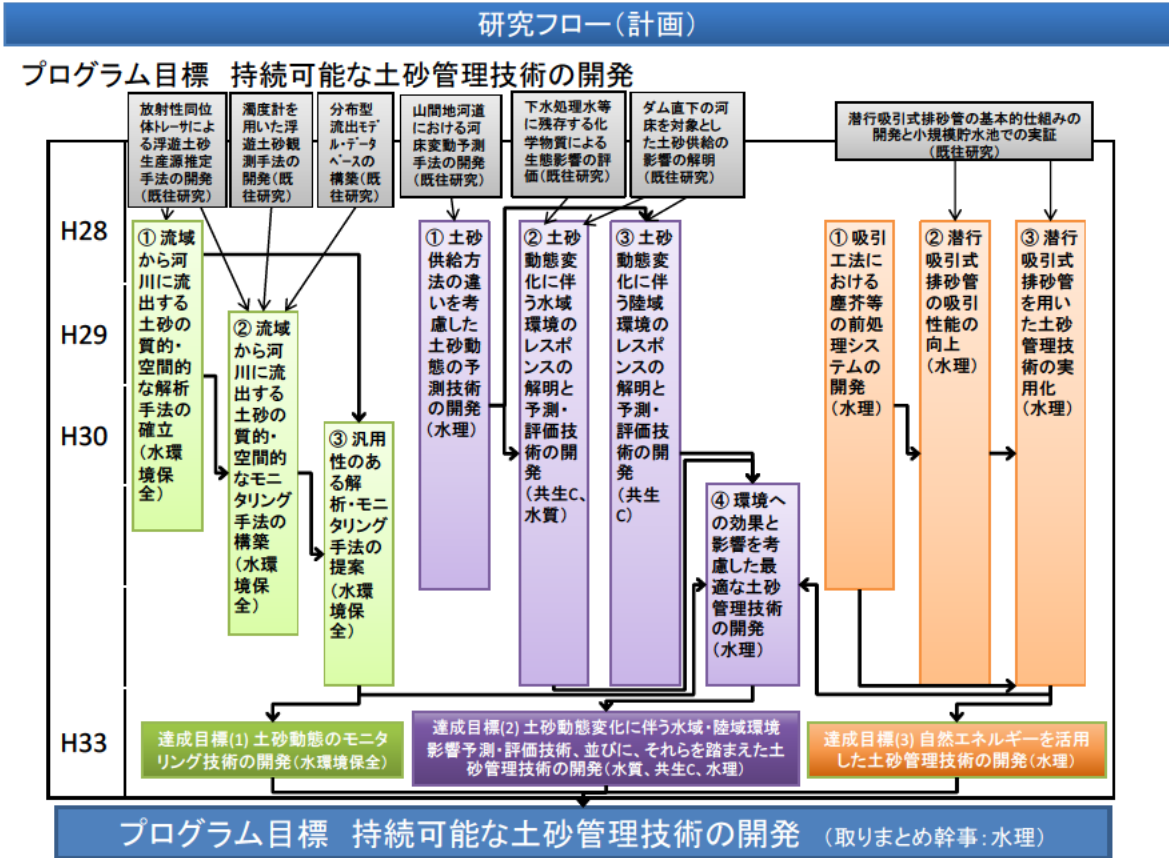 研究フロー(計画)
プログラム目標　持続可能な土砂管理技術の開発
放射性同位
体トレーサによ
る浮遊土砂
生産源推定
手法の開発
(既往研究)
濁度計を
用いた浮
遊土砂観
測手法の
開発(既
往研究)
分布型
流出モデ
ル・データ
ベースの
構築(既
往研究)
山間地河道
における河
床変動予測
手法の開発
(既往研究)
下水処理水等
に残存する化
学物質による
生態影響の評
価(既往研究)
ダム直下の河
床を対象とし
た土砂供給の
影響の解明
(既往研究)
潜行吸引式排砂管の基本的仕組みの
開発と小規模貯水池での実証
(既往研究)
H28
H29
H30
H33
① 流域
から河
川に流
出する
土砂の
質的・
空間的
な解析
手法の
確立
(水環
境保
全)
② 流域
から河
川に流
出する
土砂の
質的・
空間的
なモニ
タリング
手法の
構築
(水環
境保
全)
③ 汎用
性のあ
る解
析・モニ
タリング
手法の
提案
(水環
境保
全)
① 土砂
供給方
法の違
いを考
慮した
土砂動
態の予
測技術
の開発
(水理)
② 土砂
動態変
化に伴
う水域
環境の
レスポ
ンスの
解明と
予測・
評価技
術の開
発
(共生C、
水質)
③ 土砂
動態変
化に伴
う陸域
環境の
レスポ
ンスの
解明と
予測・
評価技
術の開
発
(共生
C)
④ 環境へ
の効果と
影響を考
慮した最
適な土砂
管理技術
の開発
(水理)
① 吸引
工法に
おける
塵芥等
の前処
理シス
テムの
開発
(水理)
② 潜行
吸引式
排砂管
の吸引
性能の
向上
(水理)
③ 潜行
吸引式
排砂管
を用い
た土砂
管理技
術の実
用化
(水理)
達成目標(1) 土砂動態のモニタ
リング技術の開発(水環境保全)
達成目標(2) 土砂動態変化に伴う水域・陸域環境
影響予測・評価技術、並びに、それらを踏まえた土
砂管理技術の開発(水質、共生C、水理)
達成目標(3) 自然エネルギーを活用
した土砂管理技術の開発(水理)
プログラム目標　持続可能な土砂管理技術の開発　(取りまとめ幹事:水理)